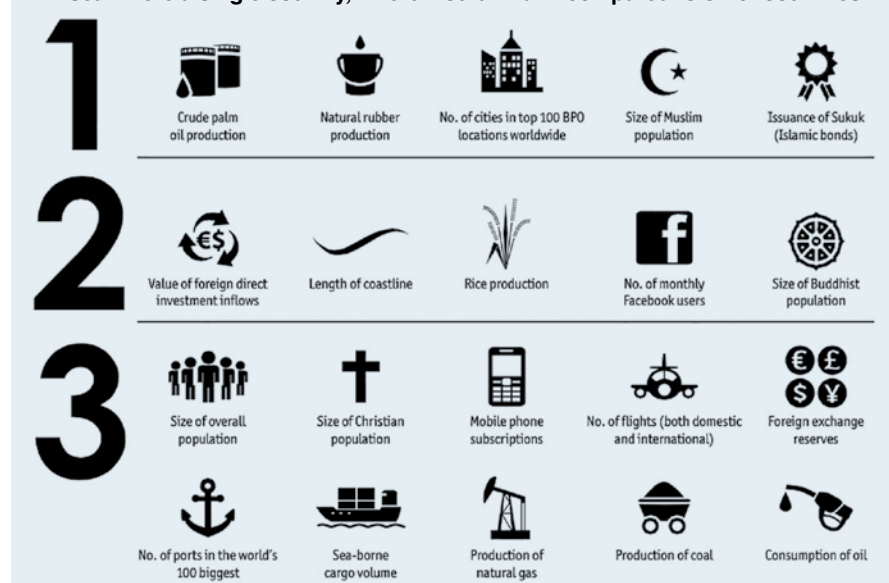 a single country,
1
Crude palm
oil production
Natural rubber
production
No. of cities in top 100 BPO
locations worldwide
Size of Muslim
population
Issuance of Sukuk
(Islamic bonds)
2
€$
Value of foreign direct
investment inflows
Length of coastline
Rice production
f
No. of monthly
Facebook users
Size of Buddhist
population
3
Size of overall
population
Size of Christian
population
Mobile phone
subscriptions
No. of flights (both domestic
and international)
€ £
$ ¥
Foreign exchange
reserves
No. of ports in the world's
100 biggest
Sea-borne
cargo volume
Production of
natural gas
Production of coal
Consumption of oil